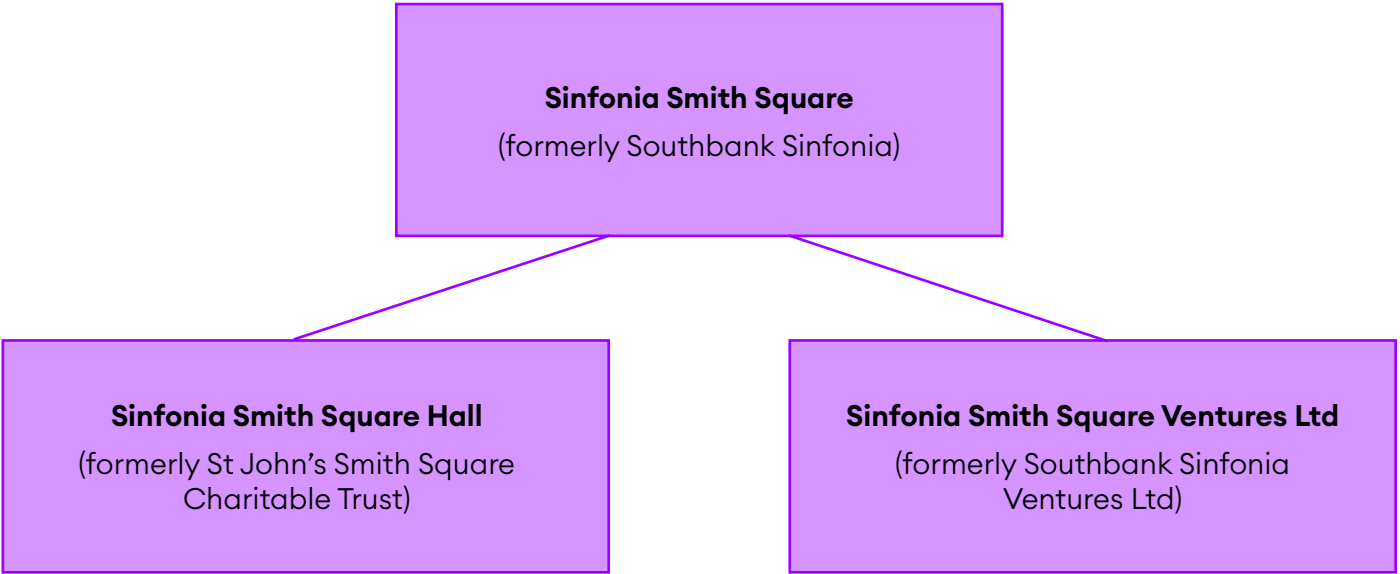 Sinfonia Smith Square
(formerly Southbank Sinfonia)
Sinfonia Smith Square Hall
(formerly St John’s Smith Square
Charitable Trust)
Sinfonia Smith Square Ventures Ltd
(formerly Southbank Sinfonia
Ventures Ltd)